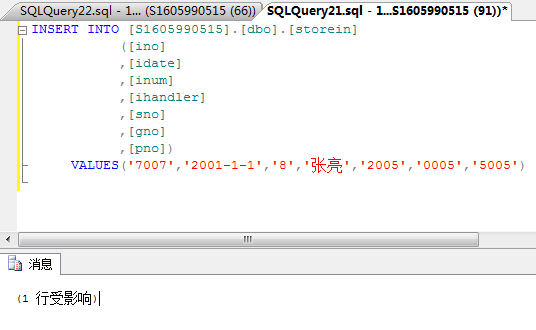 SQLQuery22.sql - 1... (S1605990515 (66))
SQLQuery21.sql - 1...S1605990515 (91))*
INSERT INTO [S1605990515].[dbo].[storein]
([ino]
,[idate]
,[inum]
,[ihandler]
,[sno]
,[gno]
,[pno])
VALUES('7007','2001-1-1','8','张亮','2005','0005','5005')
消息
(1 行受影响)